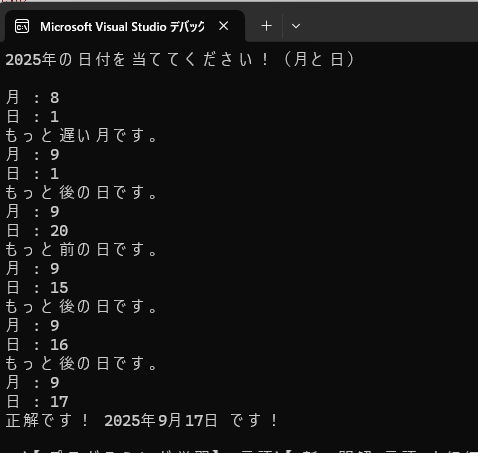 Microsoft Visual Studio デバック
2025年の日付を当ててください！（月と日）
月 : 8
日 : 1
もっと遅い月です。
月 : 9
日 : 1
もっと後の日です。
月 : 9
日 : 20
もっと前の日です。
月 : 9
日 : 15
もっと後の日です。
月 : 9
日 : 16
もっと後の日です。
月 : 9
日 : 17
正解です！ 2025年9月17日 です！